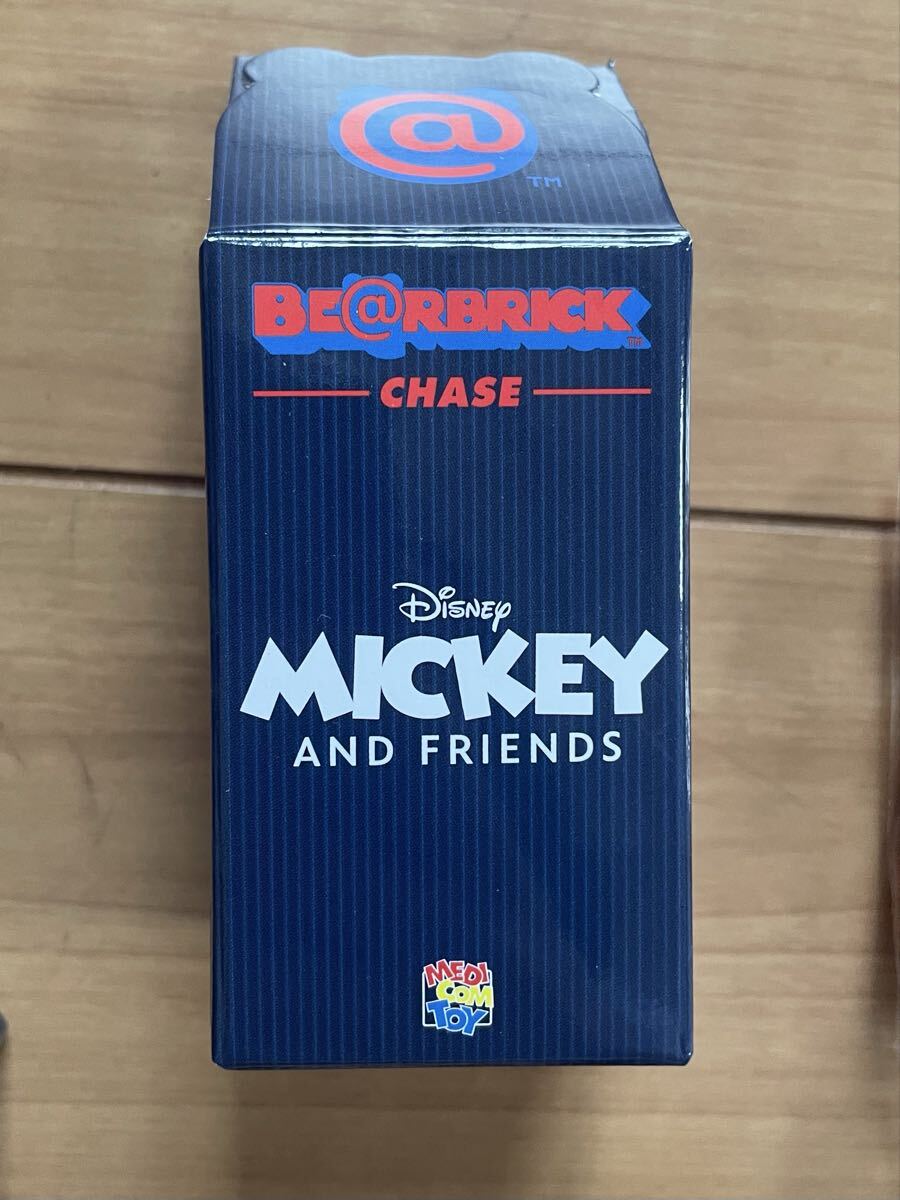 @
TM
BE@RBRICK
TM
CHASE
Disney
MICKEY
AND FRIENDS
MEDI
COM
TOY